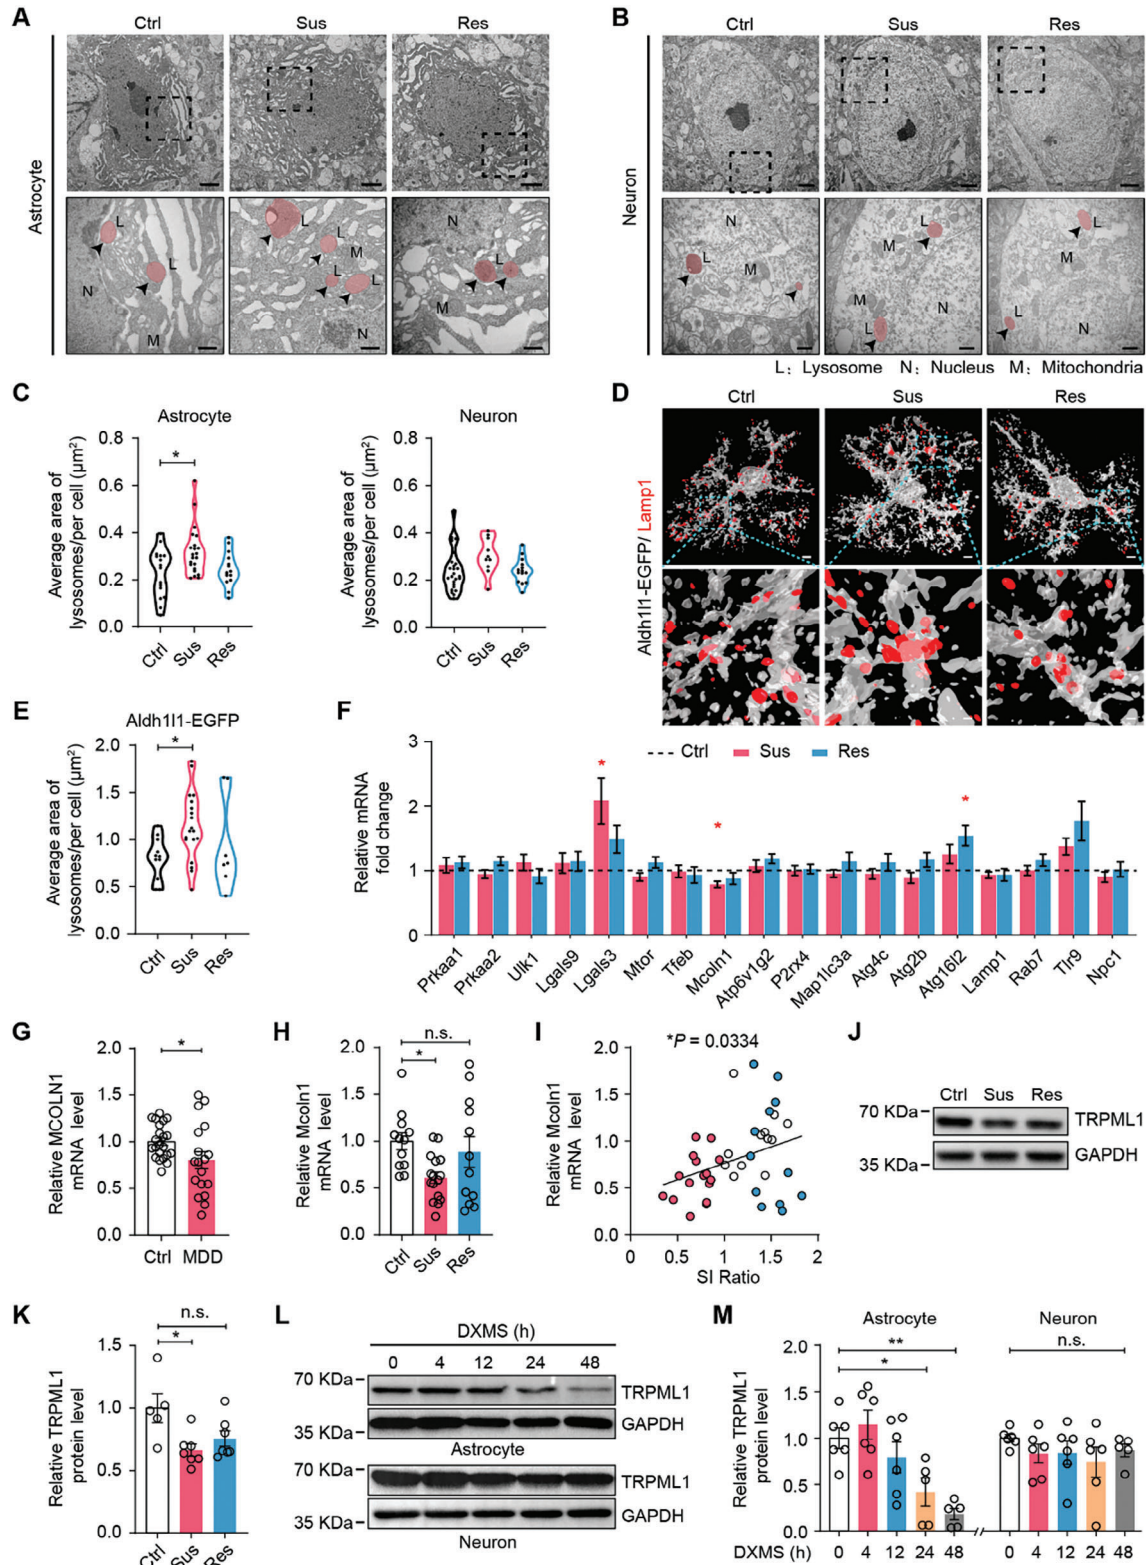 A
Ctrl Sus Res
Astrocyte
L L N M
L L L L M N
N L L M
B
Ctrl Sus Res
Neuron
N L M
L M M L N
L M L N
L: Lysosome N: Nucleus M: Mitochondria
C
Astrocyte
Average area of
lysosomes/per cell (μm²)
0.8
0.6
0.4
0.2
0.0
*
Ctrl Sus Res
Neuron
Average area of
lysosomes/per cell (μm²)
0.8
0.6
0.4
0.2
0.0
Ctrl Sus Res
D
Ctrl Sus Res
Aldh1l1-EGFP/ Lamp1
E
Aldh1l1-EGFP
Average area of
lysosomes/per cell (μm²)
2.0
1.5
1.0
0.5
0.0
*
Ctrl Sus Res
F
Relative mRNA
fold change
3
2
1
0
Ctrl Sus Res
* * *
Prkaa1 Prkaa2 Ulk1 Lgals9 Lgals3 Mtor Tfeb Mcoln1 Atp6v1g2 P2rx4 Map1lc3a Atg4c Atg2b Atg16l2 Lamp1 Rab7 Tlr9 Npc1
G
Relative MCOLN1
mRNA level
2.0
1.5
1.0
0.5
0.0
*
Ctrl MDD
H
Relative Mcoln1
mRNA level
2.0
1.5
1.0
0.5
0.0
n.s.
*
Ctrl Sus Res
I
*P = 0.0334
Relative Mcoln1
mRNA level
2.0
1.5
1.0
0.5
0.0
0 0.5 1 1.5 2
SI Ratio
J
Ctrl Sus Res
70 KDa TRPML1
35 KDa GAPDH
K
Relative TRPML1
protein level
1.5
1.0
0.5
0.0
n.s.
*
Ctrl Sus Res
L
DXMS (h)
0 4 12 24 48
70 KDa TRPML1
35 KDa GAPDH
Astrocyte
70 KDa TRPML1
35 KDa GAPDH
Neuron
M
Astrocyte Neuron
Relative TRPML1
protein level
2.0
1.5
1.0
0.5
0.0
**
*
n.s.
0 4 12 24 48 0 4 12 24 48
DXMS (h)